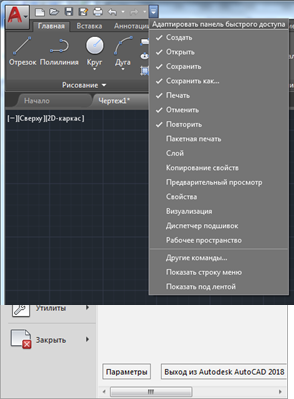 Адаптировать панель быстрого доступа
Главная Вставка Аннотаци
Отрезок Полилиния Круг Дуга
Рисование
Начало Чертеж1*
[−][Сверху][2D-каркас]
Создать
Открыть
Сохранить
Сохранить как...
Печать
Отменить
Повторить
Пакетная печать
Слой
Копирование свойств
Предварительный просмотр
Свойства
Визуализация
Диспетчер подшивок
Рабочее пространство
Другие команды...
Показать строку меню
Показать под лентой
Утилиты
Закрыть
Параметры Выход из Autodesk AutoCAD 2018